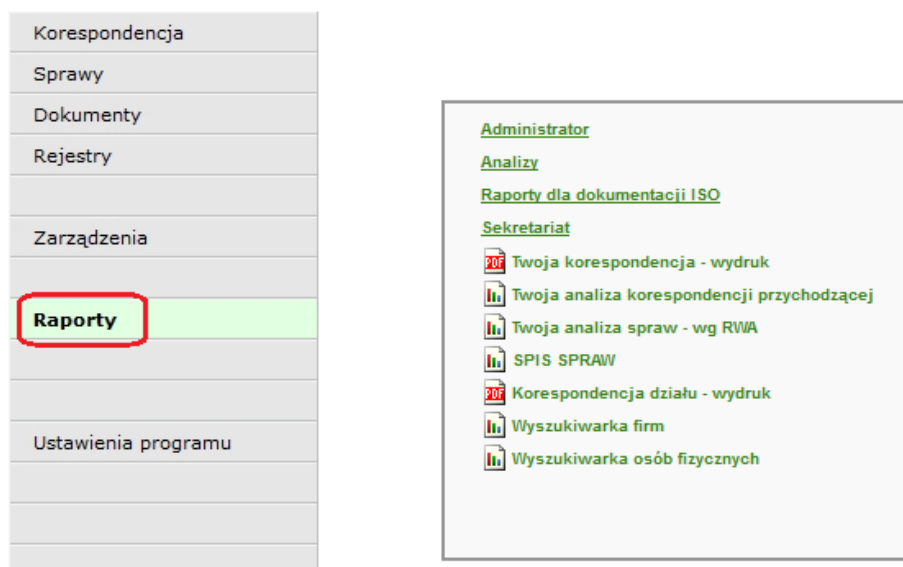 Korespondencja
Sprawy
Dokumenty
Rejestry
Zarządzenia
Raporty
Ustawienia programu
Administrator
Analizy
Raporty dla dokumentacji ISO
Sekretariat
PDF Twoja korespondencja - wydruk
Twoja analiza korespondencji przychodzącej
Twoja analiza spraw - wg RWA
SPIS SPRAW
PDF Korespondencja działu - wydruk
Wyszukiwarka firm
Wyszukiwarka osób fizycznych